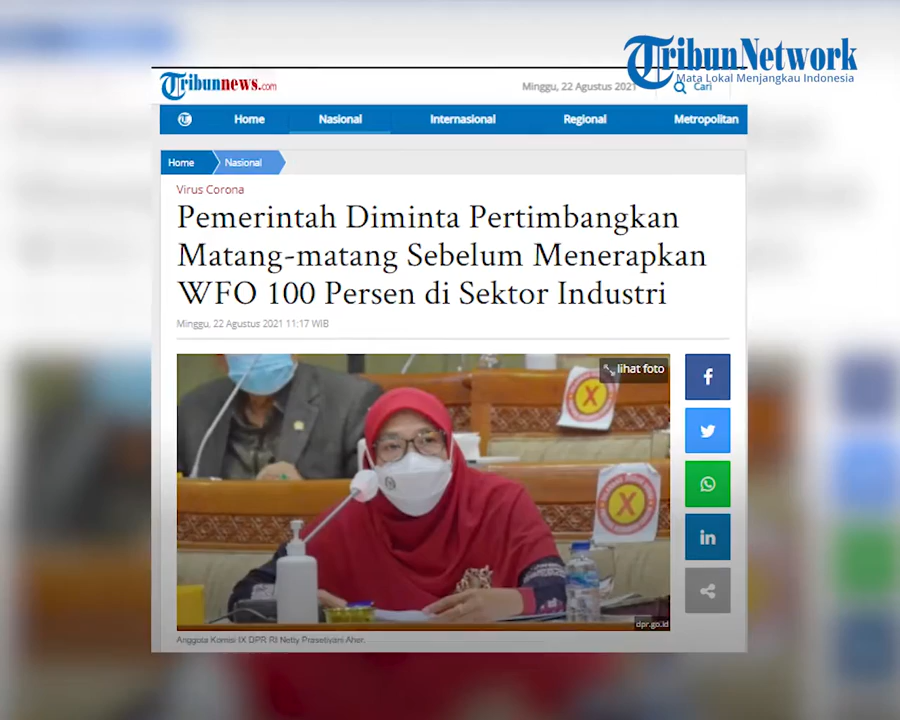 TribunNetwork
Mata Lokal Menjangkau Indonesia
Tribunnews.com
Minggu, 22 Agustus 2021
Cari
Home
Nasional
Internasional
Regional
Metropolitan
Home
Nasional
Virus Corona
Pemerintah Diminta Pertimbangkan
Matang-matang Sebelum Menerapkan
WFO 100 Persen di Sektor Industri
Minggu, 22 Agustus 2021 11:17 WIB
lihat foto
X
X
dpr.go.id
Anggota Komisi IX DPR RI Netty Prasetiyani Aher.